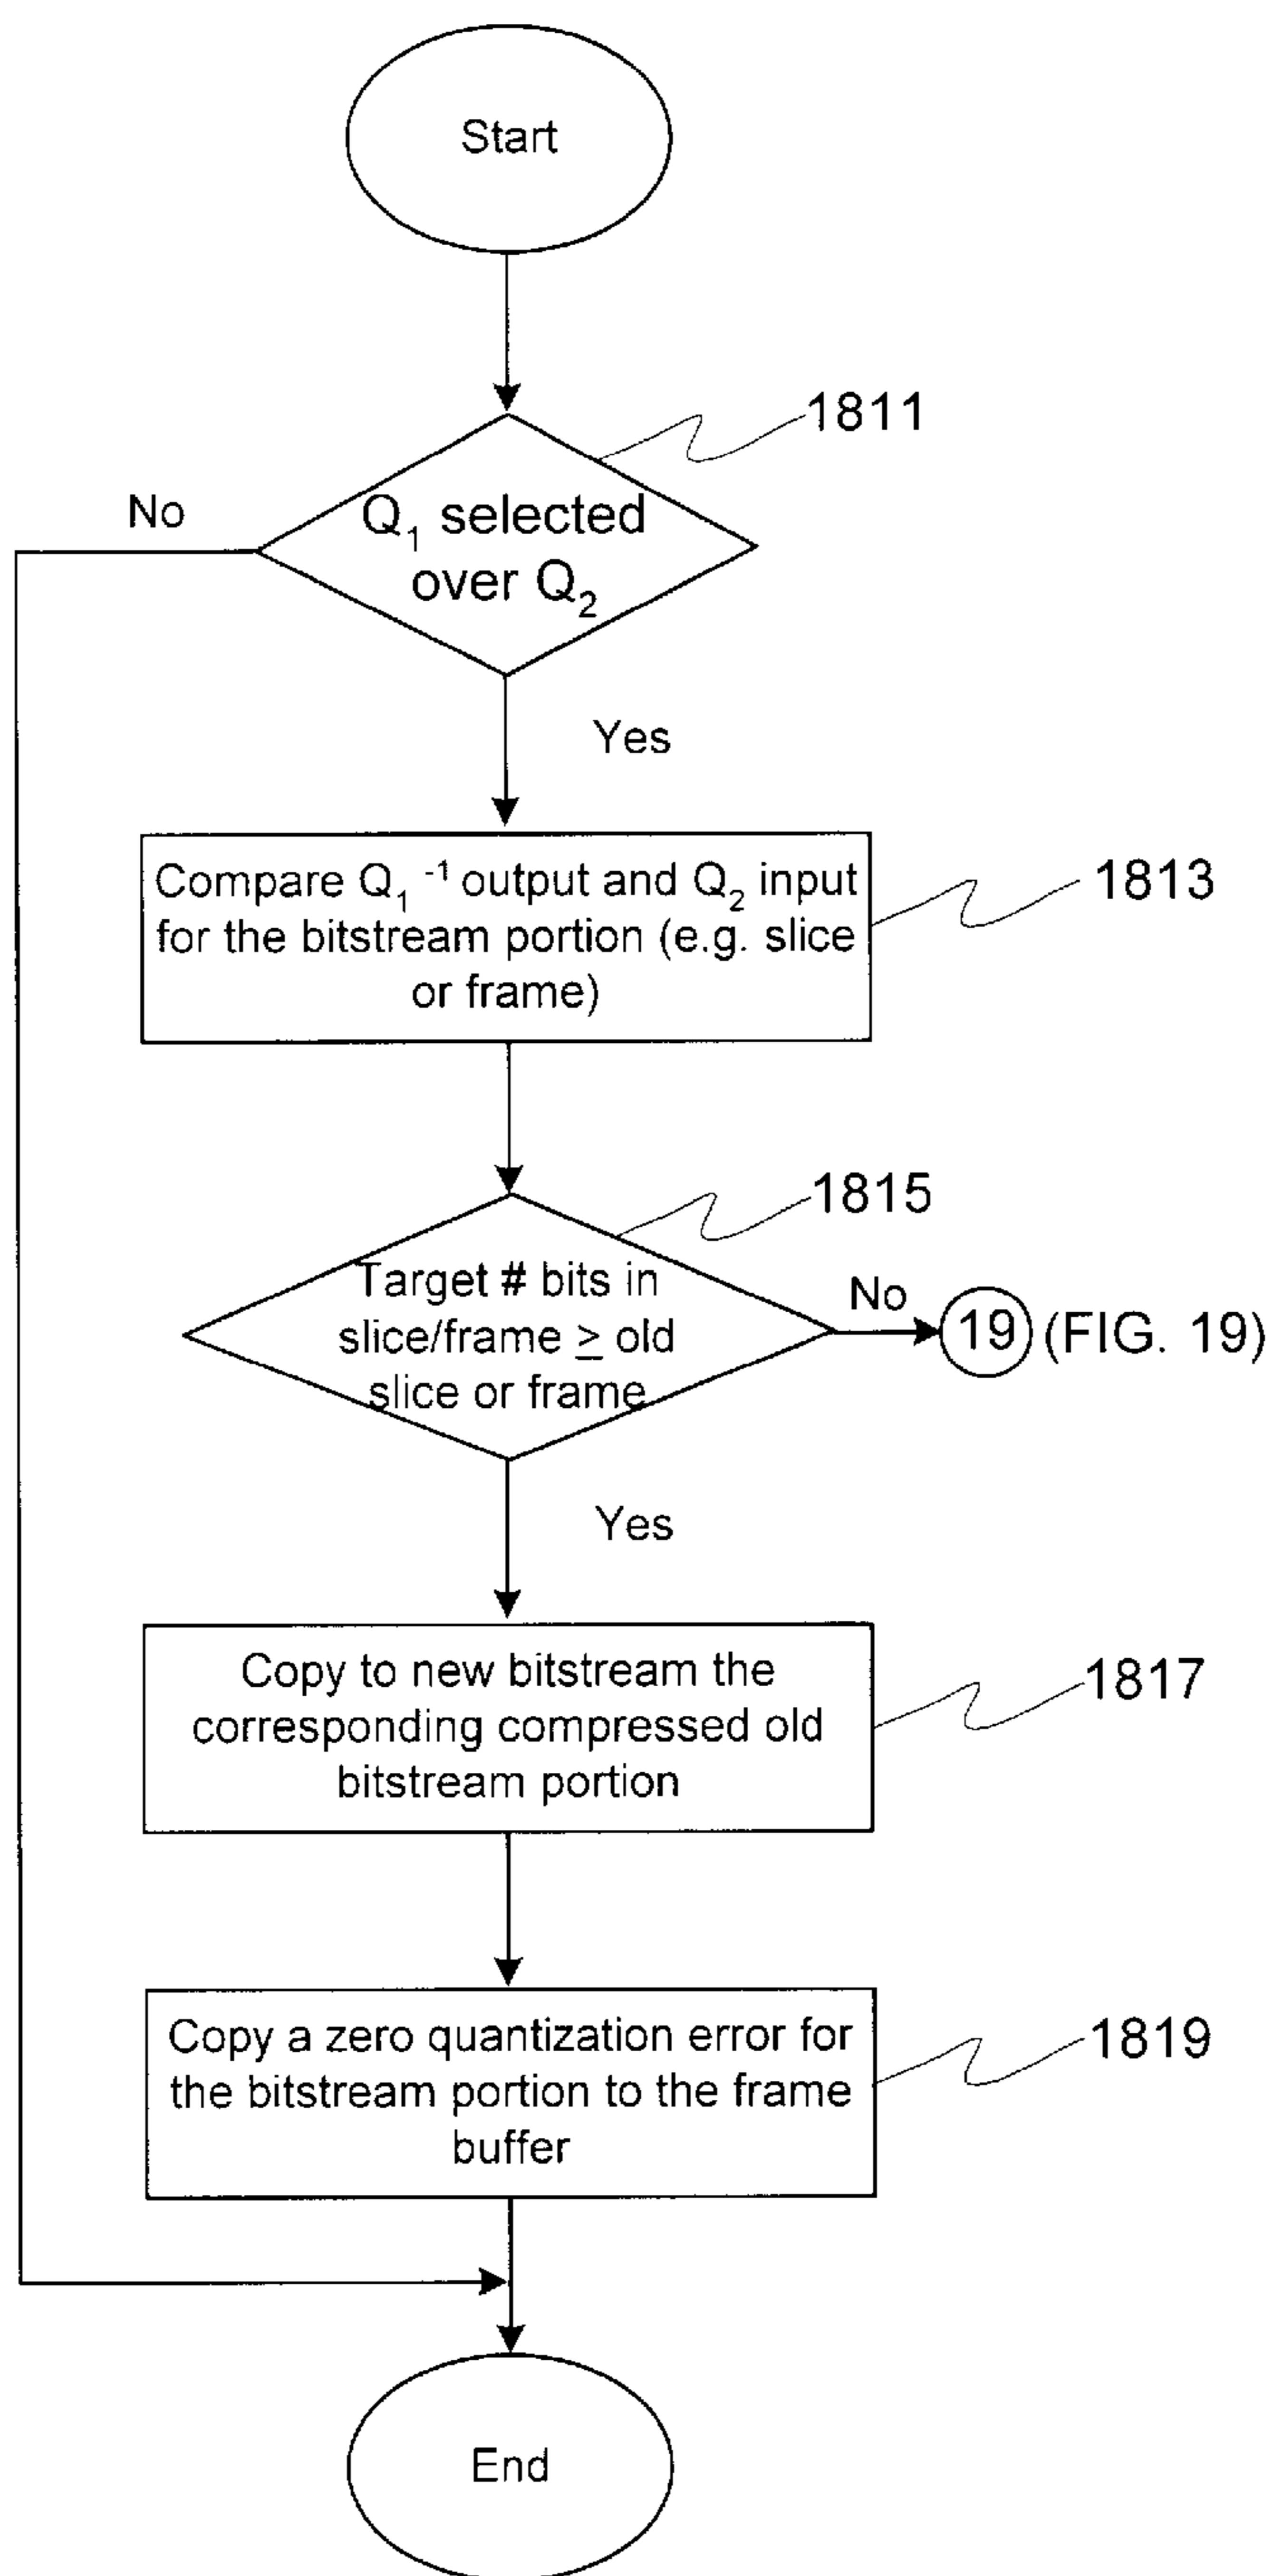 Start
1811
No
Q₁ selected
over Q₂
Yes
Compare Q₁ ⁻¹ output and Q₂ input
for the bitstream portion (e.g. slice
or frame)
1813
1815
Target # bits in
slice/frame ≥ old
slice or frame
No
19 (FIG. 19)
Yes
Copy to new bitstream the
corresponding compressed old
bitstream portion
1817
Copy a zero quantization error for
the bitstream portion to the frame
buffer
1819
End